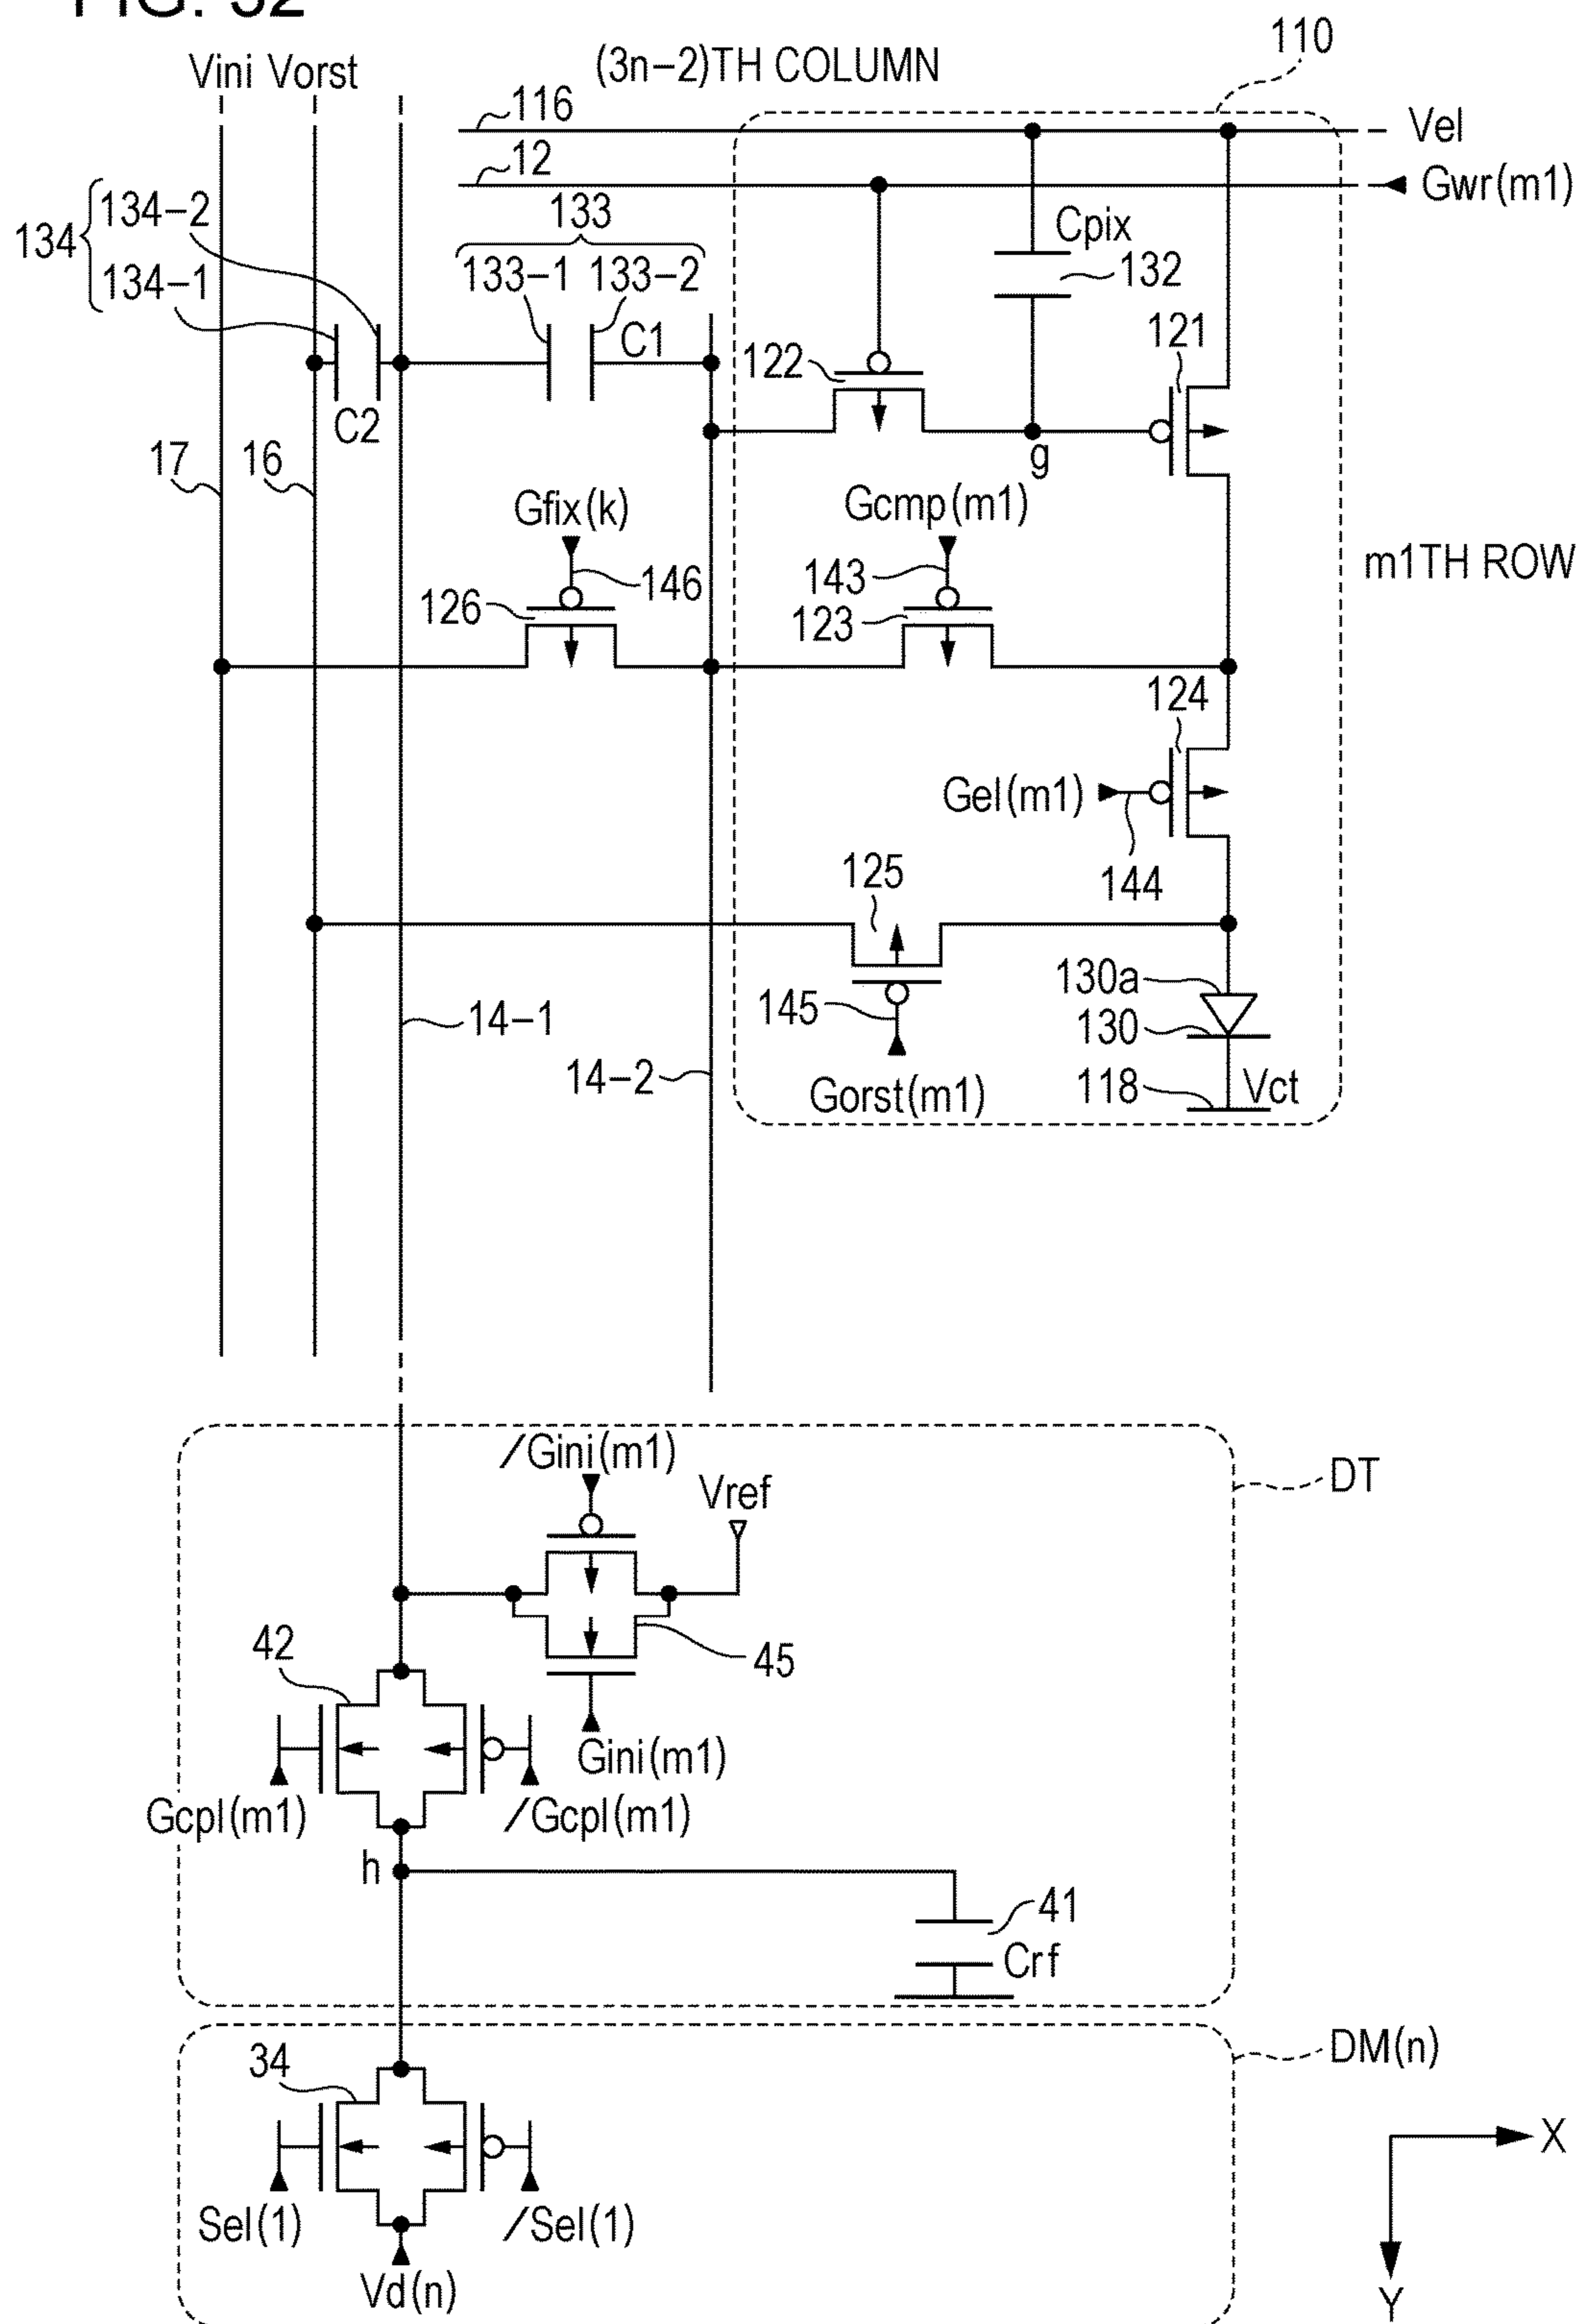 FIG. 32
Vini Vorst
(3n-2)TH COLUMN
110
116
Vel
12
Gwr(m1)
134
134-2
134-1
133
133-1 133-2
C1
C2
Cpix
132
122
121
g
17
16
Gfix(k)
146
126
Gcmp(m1)
143
123
m1TH ROW
124
Gel(m1)
144
125
145
Gorst(m1)
130a
130
118
Vct
14-1
14-2
/Gini(m1)
Vref
DT
42
45
Gini(m1)
Gcpl(m1)
/Gcpl(m1)
h
41
Crf
DM(n)
34
Sel(1)
/Sel(1)
Vd(n)
X
Y